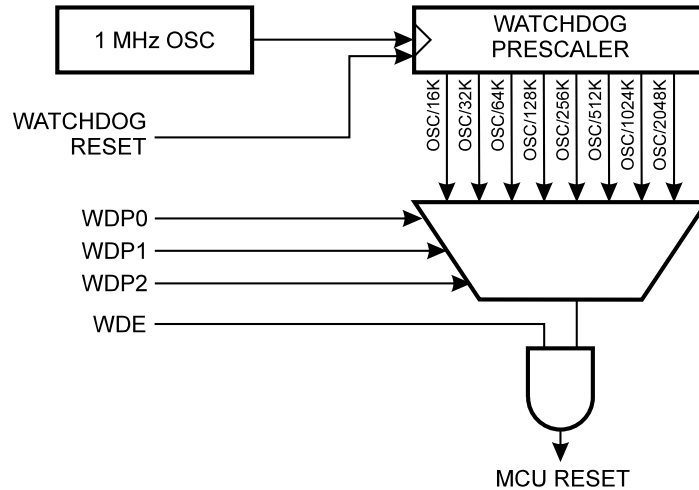 1 MHz OSC
WATCHDOG
PRESCALER
WATCHDOG
RESET
OSC/16K
OSC/32K
OSC/64K
OSC/128K
OSC/256K
OSC/512K
OSC/1024K
OSC/2048K
WDP0
WDP1
WDP2
WDE
MCU RESET